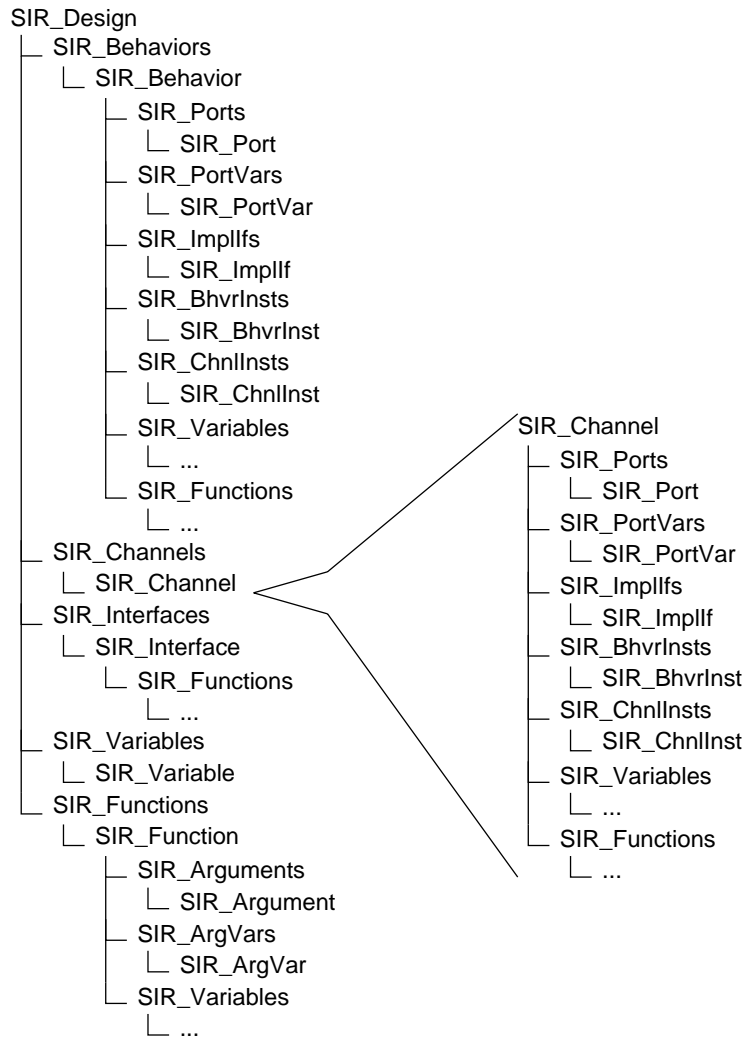 SIR_Design
SIR_Behaviors
SIR_Behavior
SIR_Ports
SIR_Port
SIR_PortVars
SIR_PortVar
SIR_ImplIfs
SIR_ImplIf
SIR_BhvrInsts
SIR_BhvrInst
SIR_ChnlInsts
SIR_ChnlInst
SIR_Variables
...
SIR_Functions
...
SIR_Channels
SIR_Channel
SIR_Interfaces
SIR_Interface
SIR_Functions
...
SIR_Variables
SIR_Variable
SIR_Functions
SIR_Function
SIR_Arguments
SIR_Argument
SIR_ArgVars
SIR_ArgVar
SIR_Variables
...
SIR_Channel
SIR_Ports
SIR_Port
SIR_PortVars
SIR_PortVar
SIR_ImplIfs
SIR_ImplIf
SIR_BhvrInsts
SIR_BhvrInst
SIR_ChnlInsts
SIR_ChnlInst
SIR_Variables
...
SIR_Functions
...